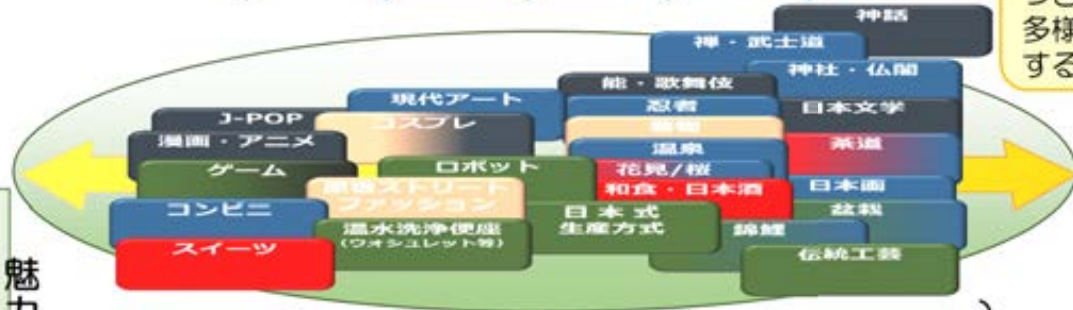 神話
禅・武士道
神社・仏閣
能・歌舞伎
現代アート
忍者
日本文学
J-POP
コスプレ
漫画・アニメ
温泉
茶道
ゲーム
ロボット
花見/桜
原宿ストリート
ファッション
和食・日本酒
日本画
コンビニ
日本式
生産方式
盆栽
温水洗浄便座
(ウォシュレット等)
錦鯉
スイーツ
伝統工芸
多様
する
魅